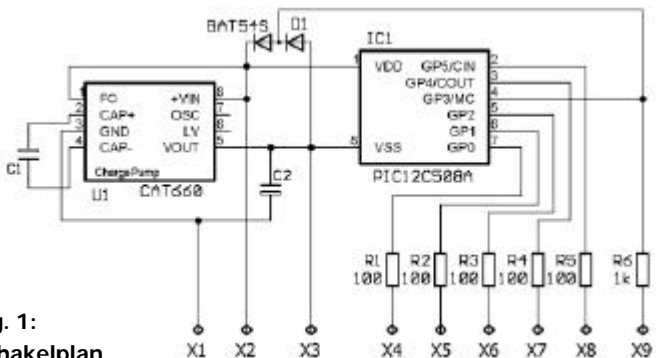 BAT54S D1
IC1
1 VDD GP5/CIN 2
GP4/COUT 3
GP3/MC 4
GP2 5
GP1 6
8 VSS GP0 7
PIC12C508A
1 FC +VIN 8
2 CAP+ OSC 7
3 GND LV 6
4 CAP- VOUT 5
ChargePump
U1 CAT660
C1
C2
R1 R2 R3 R4 R5 R6
100 100 100 100 100 1k
g. 1:
hakelplan
X1 X2 X3 X4 X5 X6 X7 X8 X9